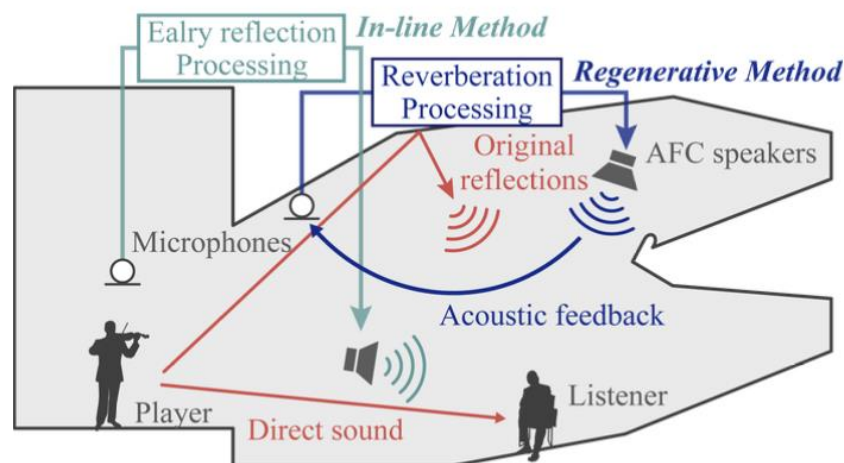 Ealry reflection
Processing
In-line Method
Reverberation
Processing
Regenerative Method
Original
reflections
AFC speakers
Microphones
Acoustic feedback
Player
Direct sound
Listener